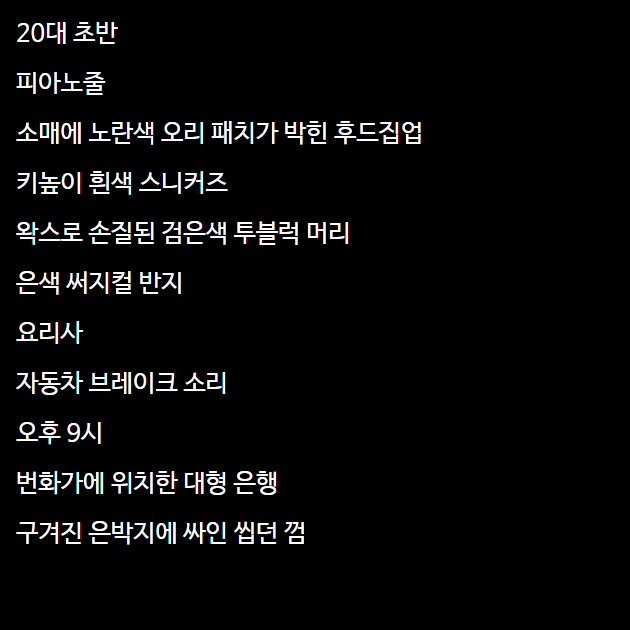 20대 초반
피아노줄
소매에 노란색 오리 패치가 박힌 후드집업
키높이 흰색 스니커즈
왁스로 손질된 검은색 투블럭 머리
은색 써지컬 반지
요리사
자동차 브레이크 소리
오후 9시
번화가에 위치한 대형 은행
구겨진 은박지에 싸인 씹던 껌